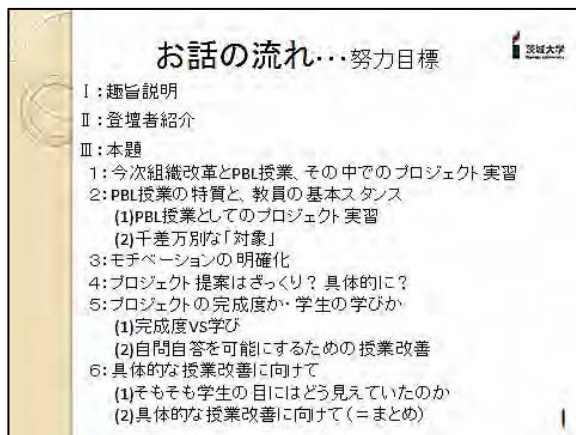 お話の流れ…努力目標
茨城大学
Ⅰ:趣旨説明
Ⅱ:登壇者紹介
Ⅲ:本題
1:今次組織改革とPBL授業、その中でのプロジェクト実習
2:PBL授業の特質と、教員の基本スタンス
(1)PBL授業としてのプロジェクト実習
(2)千差万別な「対象」
3:モチベーションの明確化
4:プロジェクト提案はざっくり?具体的に?
5:プロジェクトの完成度か・学生の学びか
(1)完成度VS学び
(2)自問自答を可能にするための授業改善
6:具体的な授業改善に向けて
(1)そもそも学生の目にはどう見えていたのか
(2)具体的な授業改善に向けて(=まとめ)